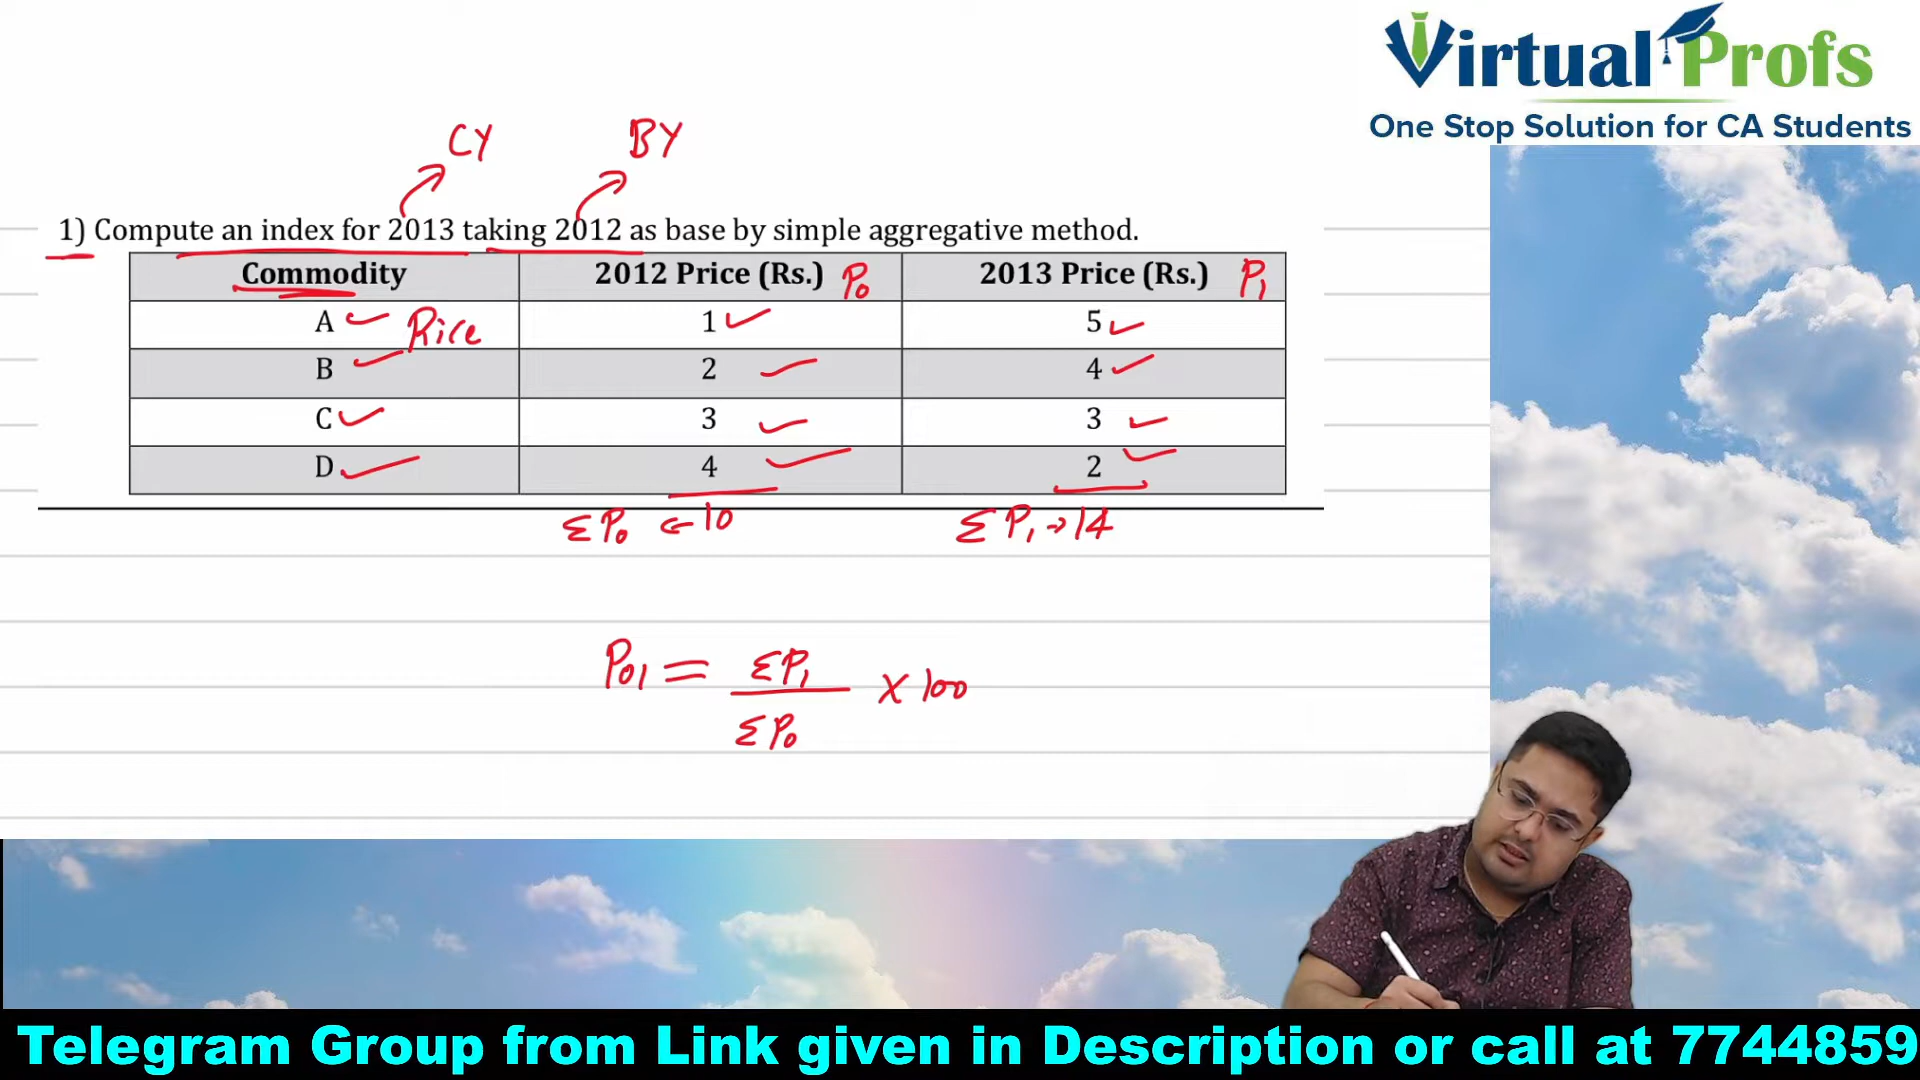 Virtual Profs
One Stop Solution for CA Students
CY BY
1) Compute an index for 2013 taking 2012 as base by simple aggregative method.
Commodity 2012 Price (Rs.) P₀ 2013 Price (Rs.) P₁
A Rice 1 5
B 2 4
C 3 3
D 4 2
ΣP₀ ← 10 ΣP₁ → 14
P₀₁ = ΣP₁ / ΣP₀ × 100
Telegram Group from Link given in Description or call at 7744859